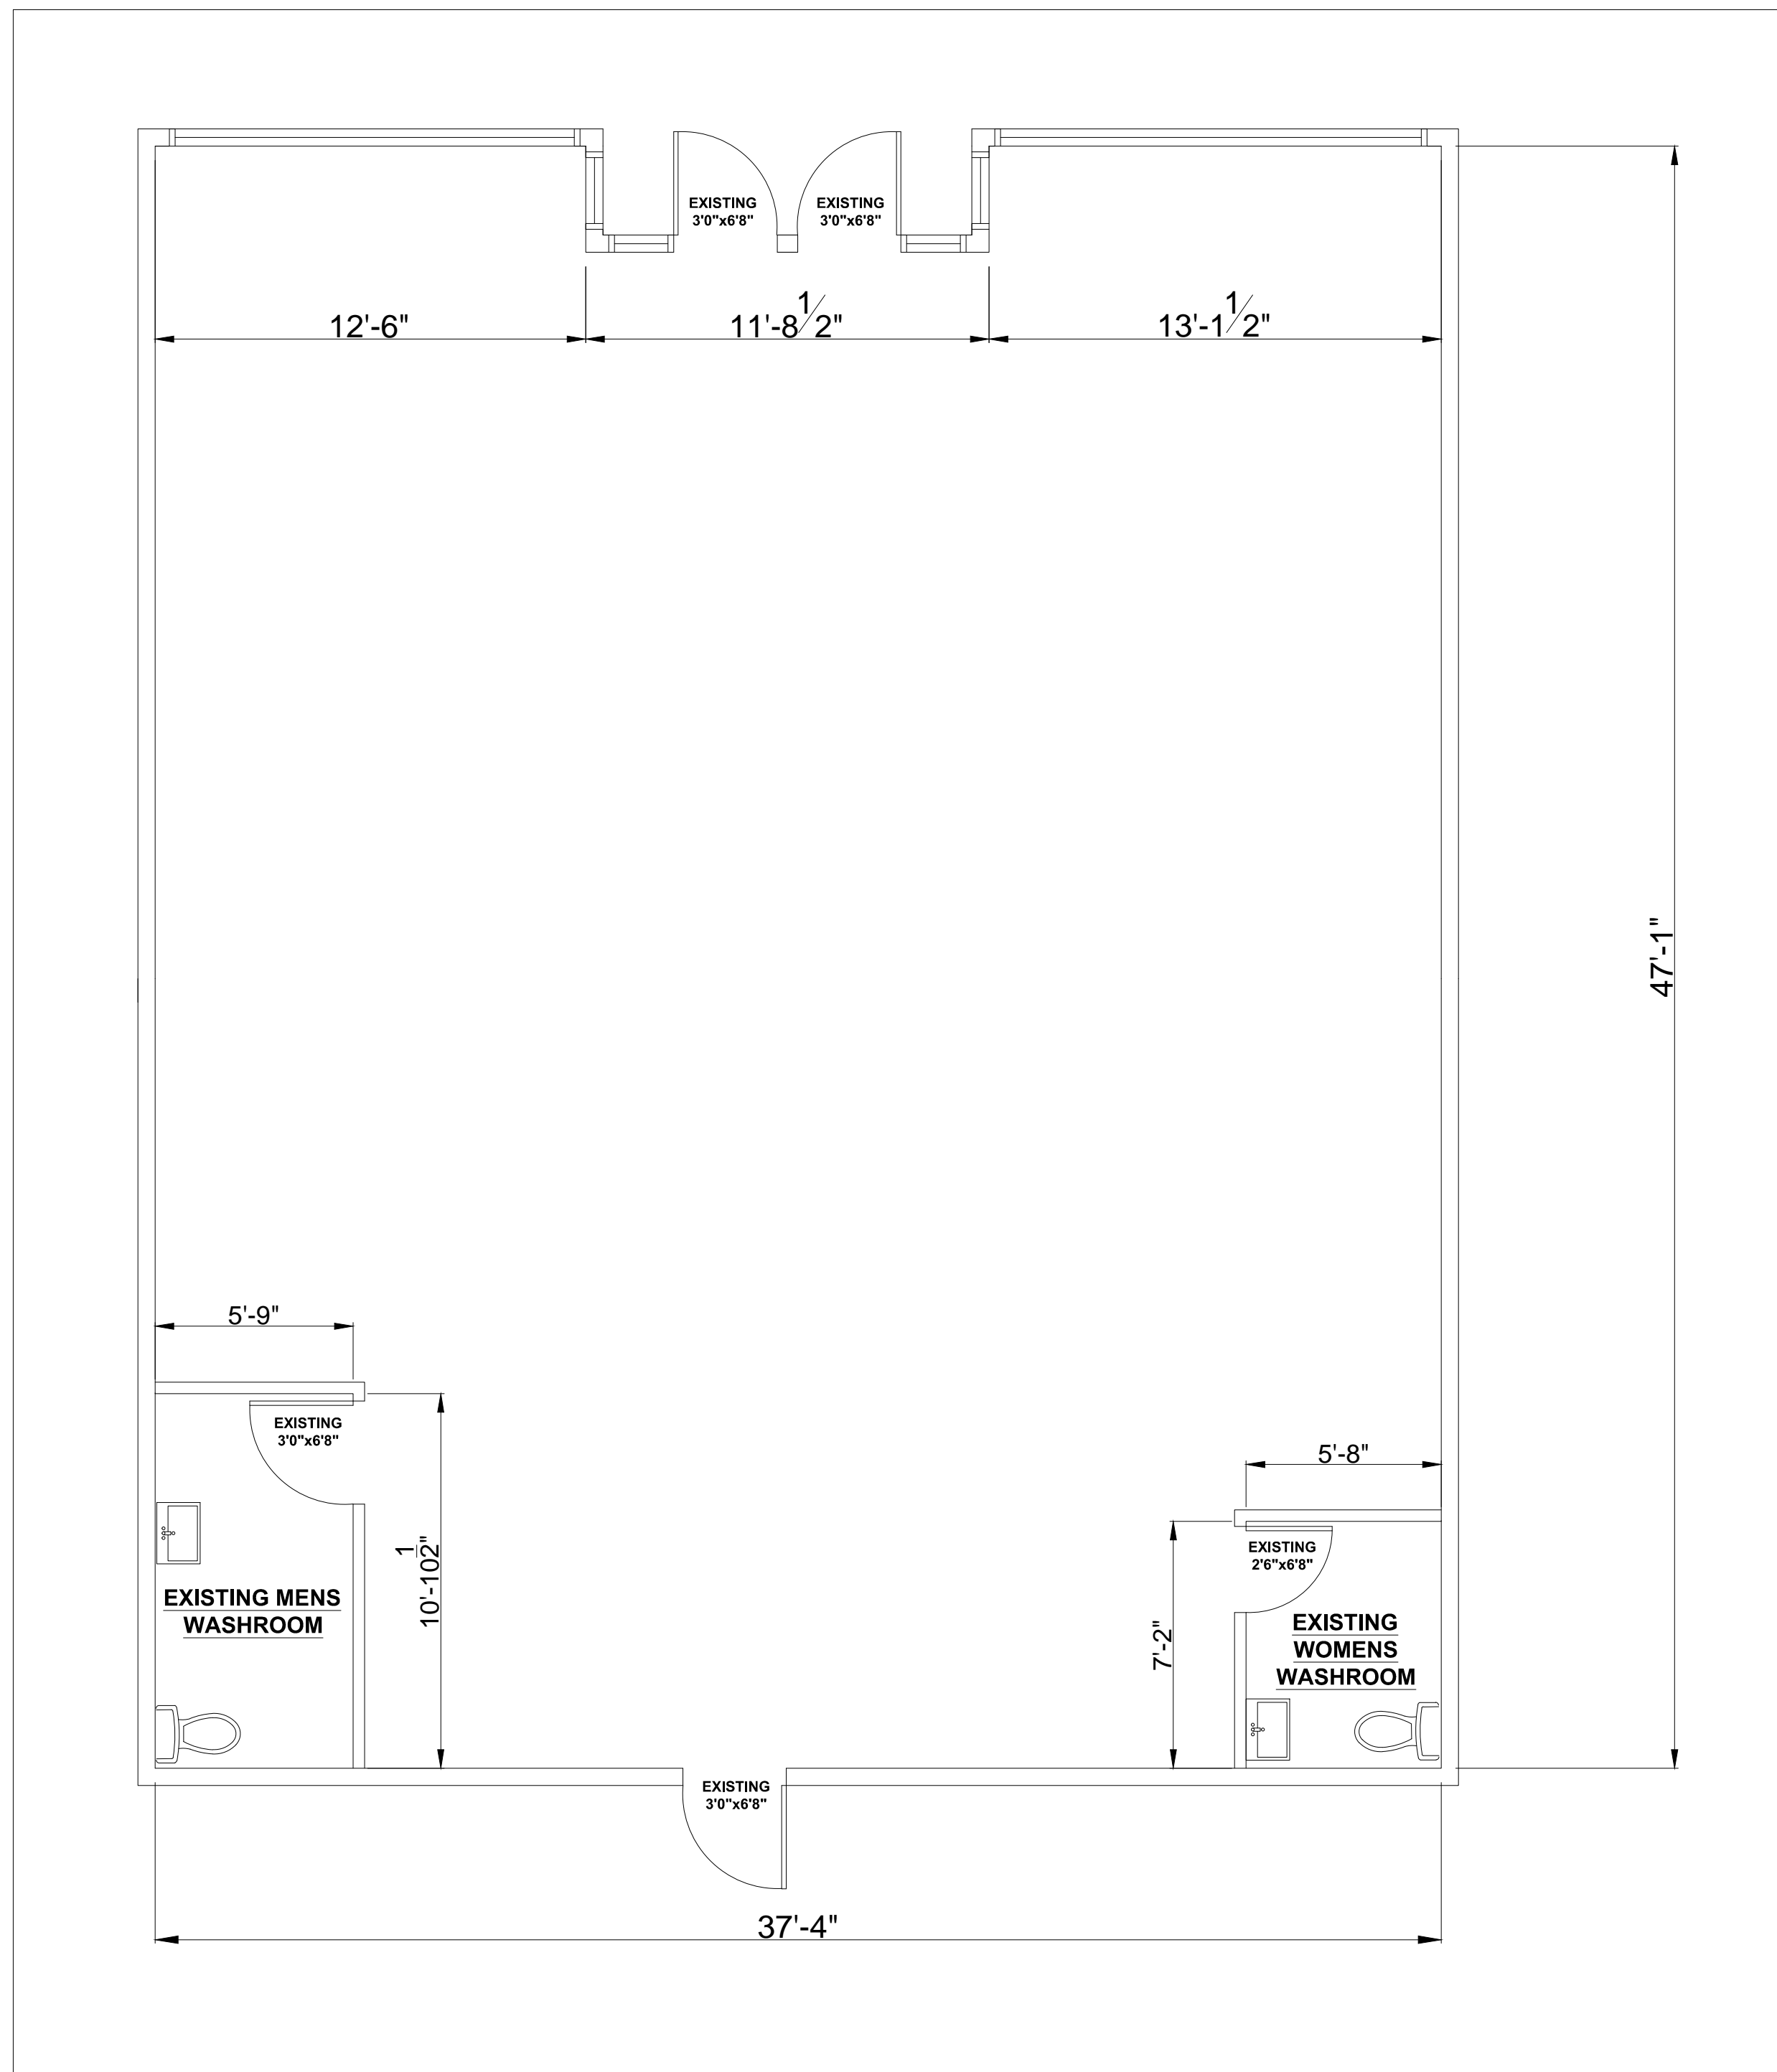 EXISTING
3'0"x6'8"
EXISTING
3'0"x6'8"
12'-6"
11'-8 1/2"
13'-1 1/2"
47'-1"
5'-9"
EXISTING
3'0"x6'8"
5'-8"
10'-10 1/2"
EXISTING
2'6"x6'8"
EXISTING MENS
WASHROOM
7'-2"
EXISTING
WOMENS
WASHROOM
EXISTING
3'0"x6'8"
37'-4"